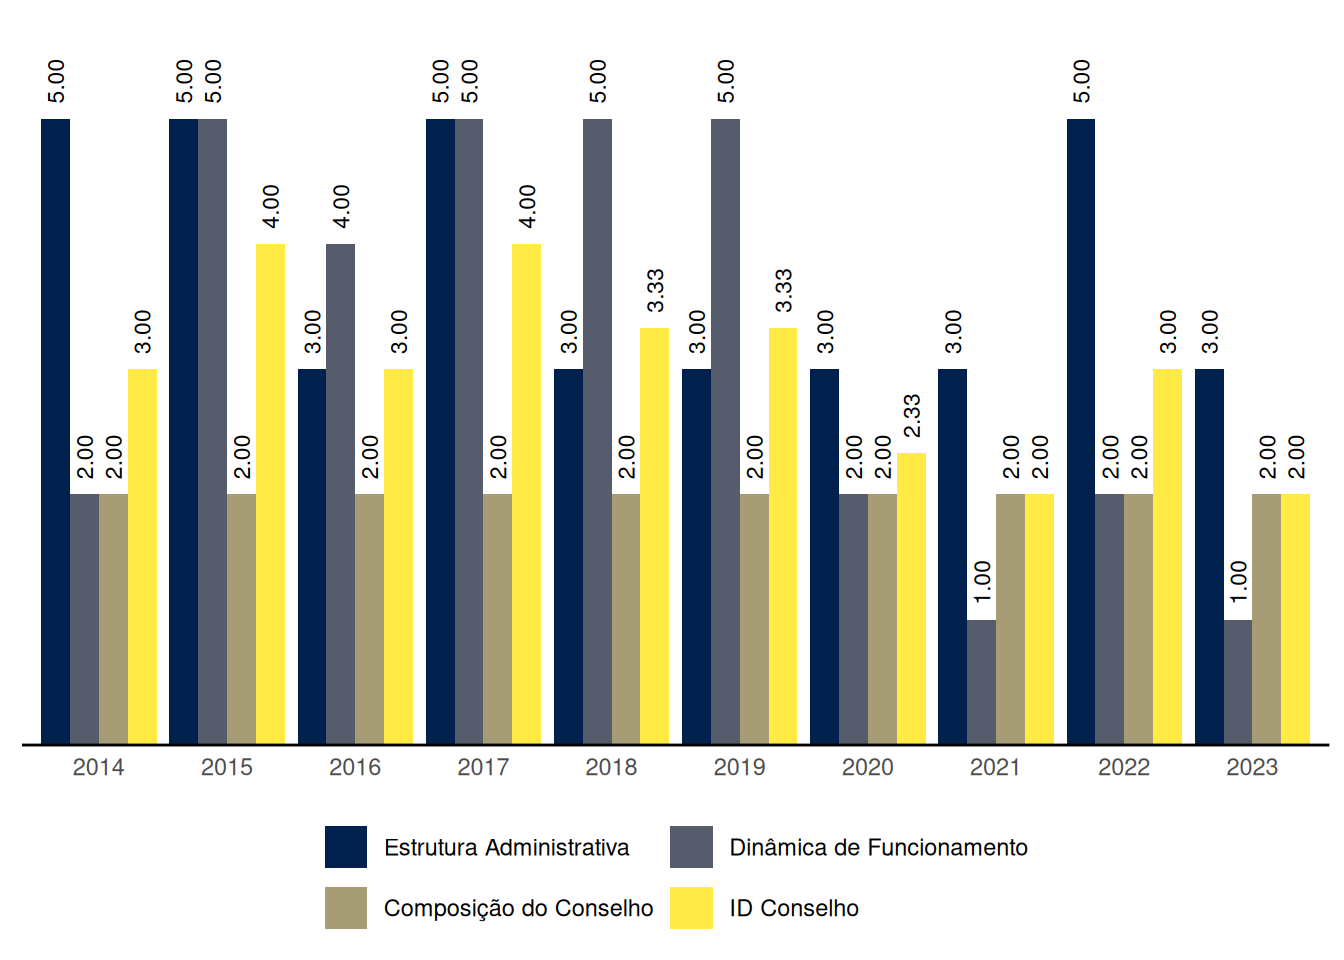 5.00 2.00 2.00 3.00
5.00 5.00 2.00 4.00
3.00 4.00 2.00 3.00
5.00 5.00 2.00 4.00
3.00 5.00 2.00 3.33
3.00 5.00 2.00 3.33
3.00 2.00 2.00 2.33
3.00 1.00 2.00 2.00
5.00 2.00 2.00 3.00
3.00 1.00 2.00 2.00
2014 2015 2016 2017 2018 2019 2020 2021 2022 2023
Estrutura Administrativa Dinâmica de Funcionamento
Composição do Conselho ID Conselho